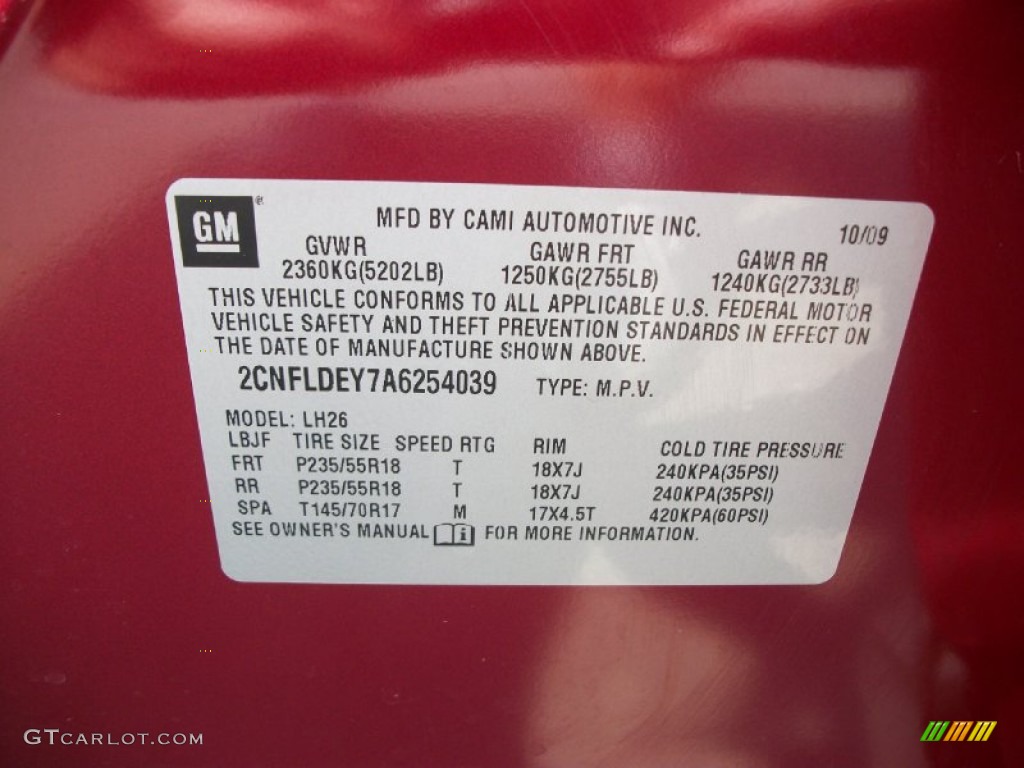 GM®
MFD BY CAMI AUTOMOTIVE INC. 10/09
GVWR GAWR FRT GAWR RR
2360KG(5202LB) 1250KG(2755LB) 1240KG(2733LB)
THIS VEHICLE CONFORMS TO ALL APPLICABLE U.S. FEDERAL MOTOR
VEHICLE SAFETY AND THEFT PREVENTION STANDARDS IN EFFECT ON
THE DATE OF MANUFACTURE SHOWN ABOVE.
2CNFLDEY7A6254039 TYPE: M.P.V.
MODEL: LH26
LBJF TIRE SIZE SPEED RTG RIM COLD TIRE PRESSURE
FRT P235/55R18 T 18X7J 240KPA(35PSI)
RR P235/55R18 T 18X7J 240KPA(35PSI)
SPA T145/70R17 M 17X4.5T 420KPA(60PSI)
SEE OWNER'S MANUAL i FOR MORE INFORMATION.
GTCARLOT.COM